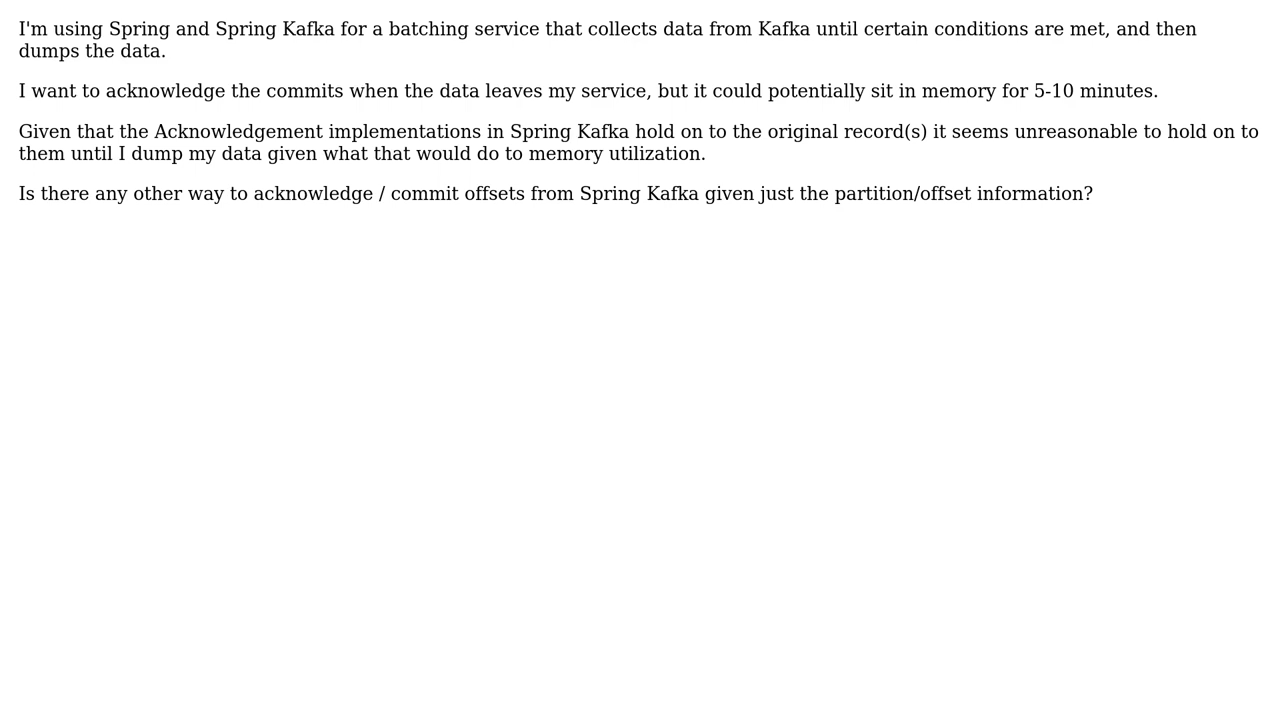 I'm using Spring and Spring Kafka for a batching service that collects data from Kafka until certain conditions are met, and then
dumps the data.
I want to acknowledge the commits when the data leaves my service, but it could potentially sit in memory for 5-10 minutes.
Given that the Acknowledgement implementations in Spring Kafka hold on to the original record(s) it seems unreasonable to hold on to
them until I dump my data given what that would do to memory utilization.
Is there any other way to acknowledge / commit offsets from Spring Kafka given just the partition/offset information?